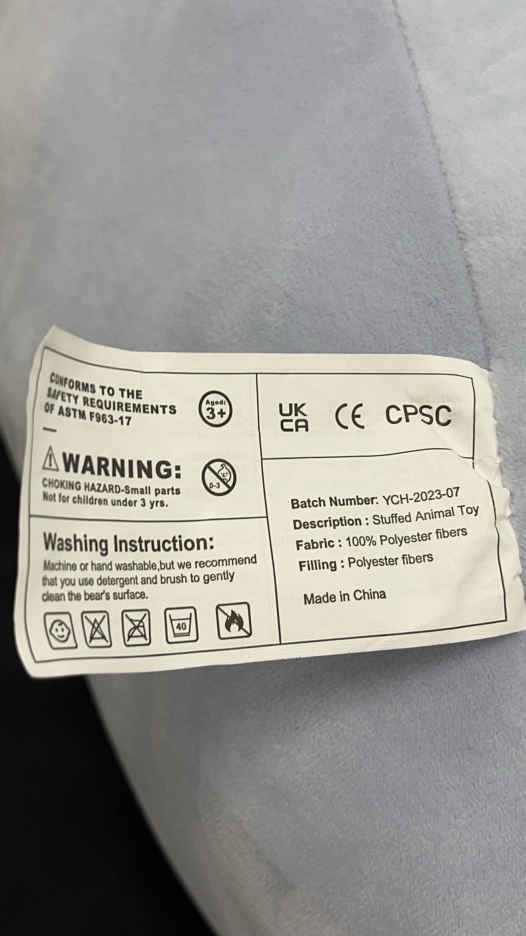 CONFORMS TO THE
SAFETY REQUIREMENTS
OF ASTM F963-17
Aged:
3+
WARNING:
CHOKING HAZARD-Small parts
Not for children under 3 yrs.
0-3
Washing Instruction:
Machine or hand washable,but we recommend
that you use detergent and brush to gently
clean the bear's surface.
40
UK
CA
CE
CPSC
Batch Number: YCH-2023-07
Description : Stuffed Animal Toy
Fabric : 100% Polyester fibers
Filling : Polyester fibers
Made in China